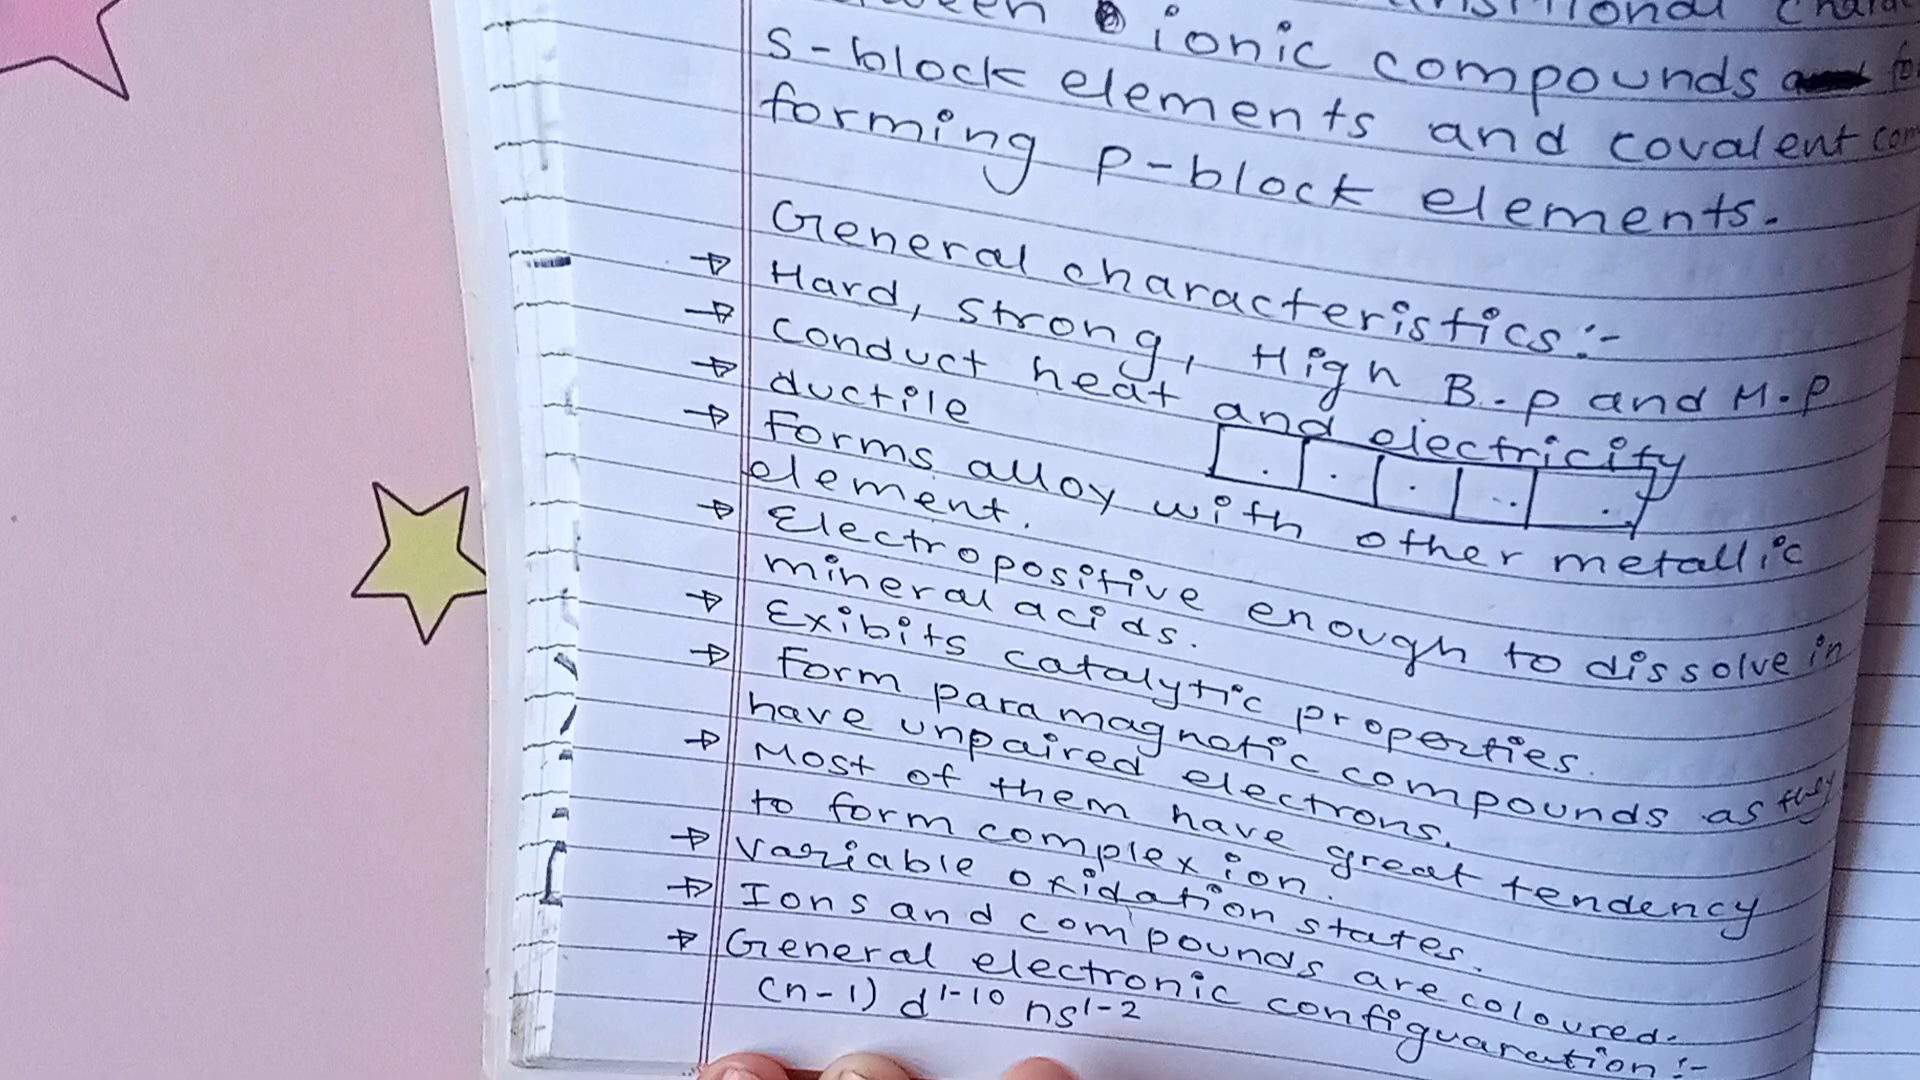 ionic compounds
s-block elements and covalent
forming p-block elements.
General characteristics:-
→ Hard, strong, High B.p and M.p
→ conduct heat and electricity
→ ductile
→ Forms alloy with other metallic
element.
→ Electropositive enough to dissolve in
mineral acids.
→ Exibits catalytic properties.
→ Form paramagnetic compounds as they
have unpaired electrons.
→ Most of them have great tendency
to form complex ion.
→ variable oxidation states.
→ Ions and compounds are coloured.
→ General electronic configuaration:-
(n-1) d¹⁻¹⁰ ns¹⁻²